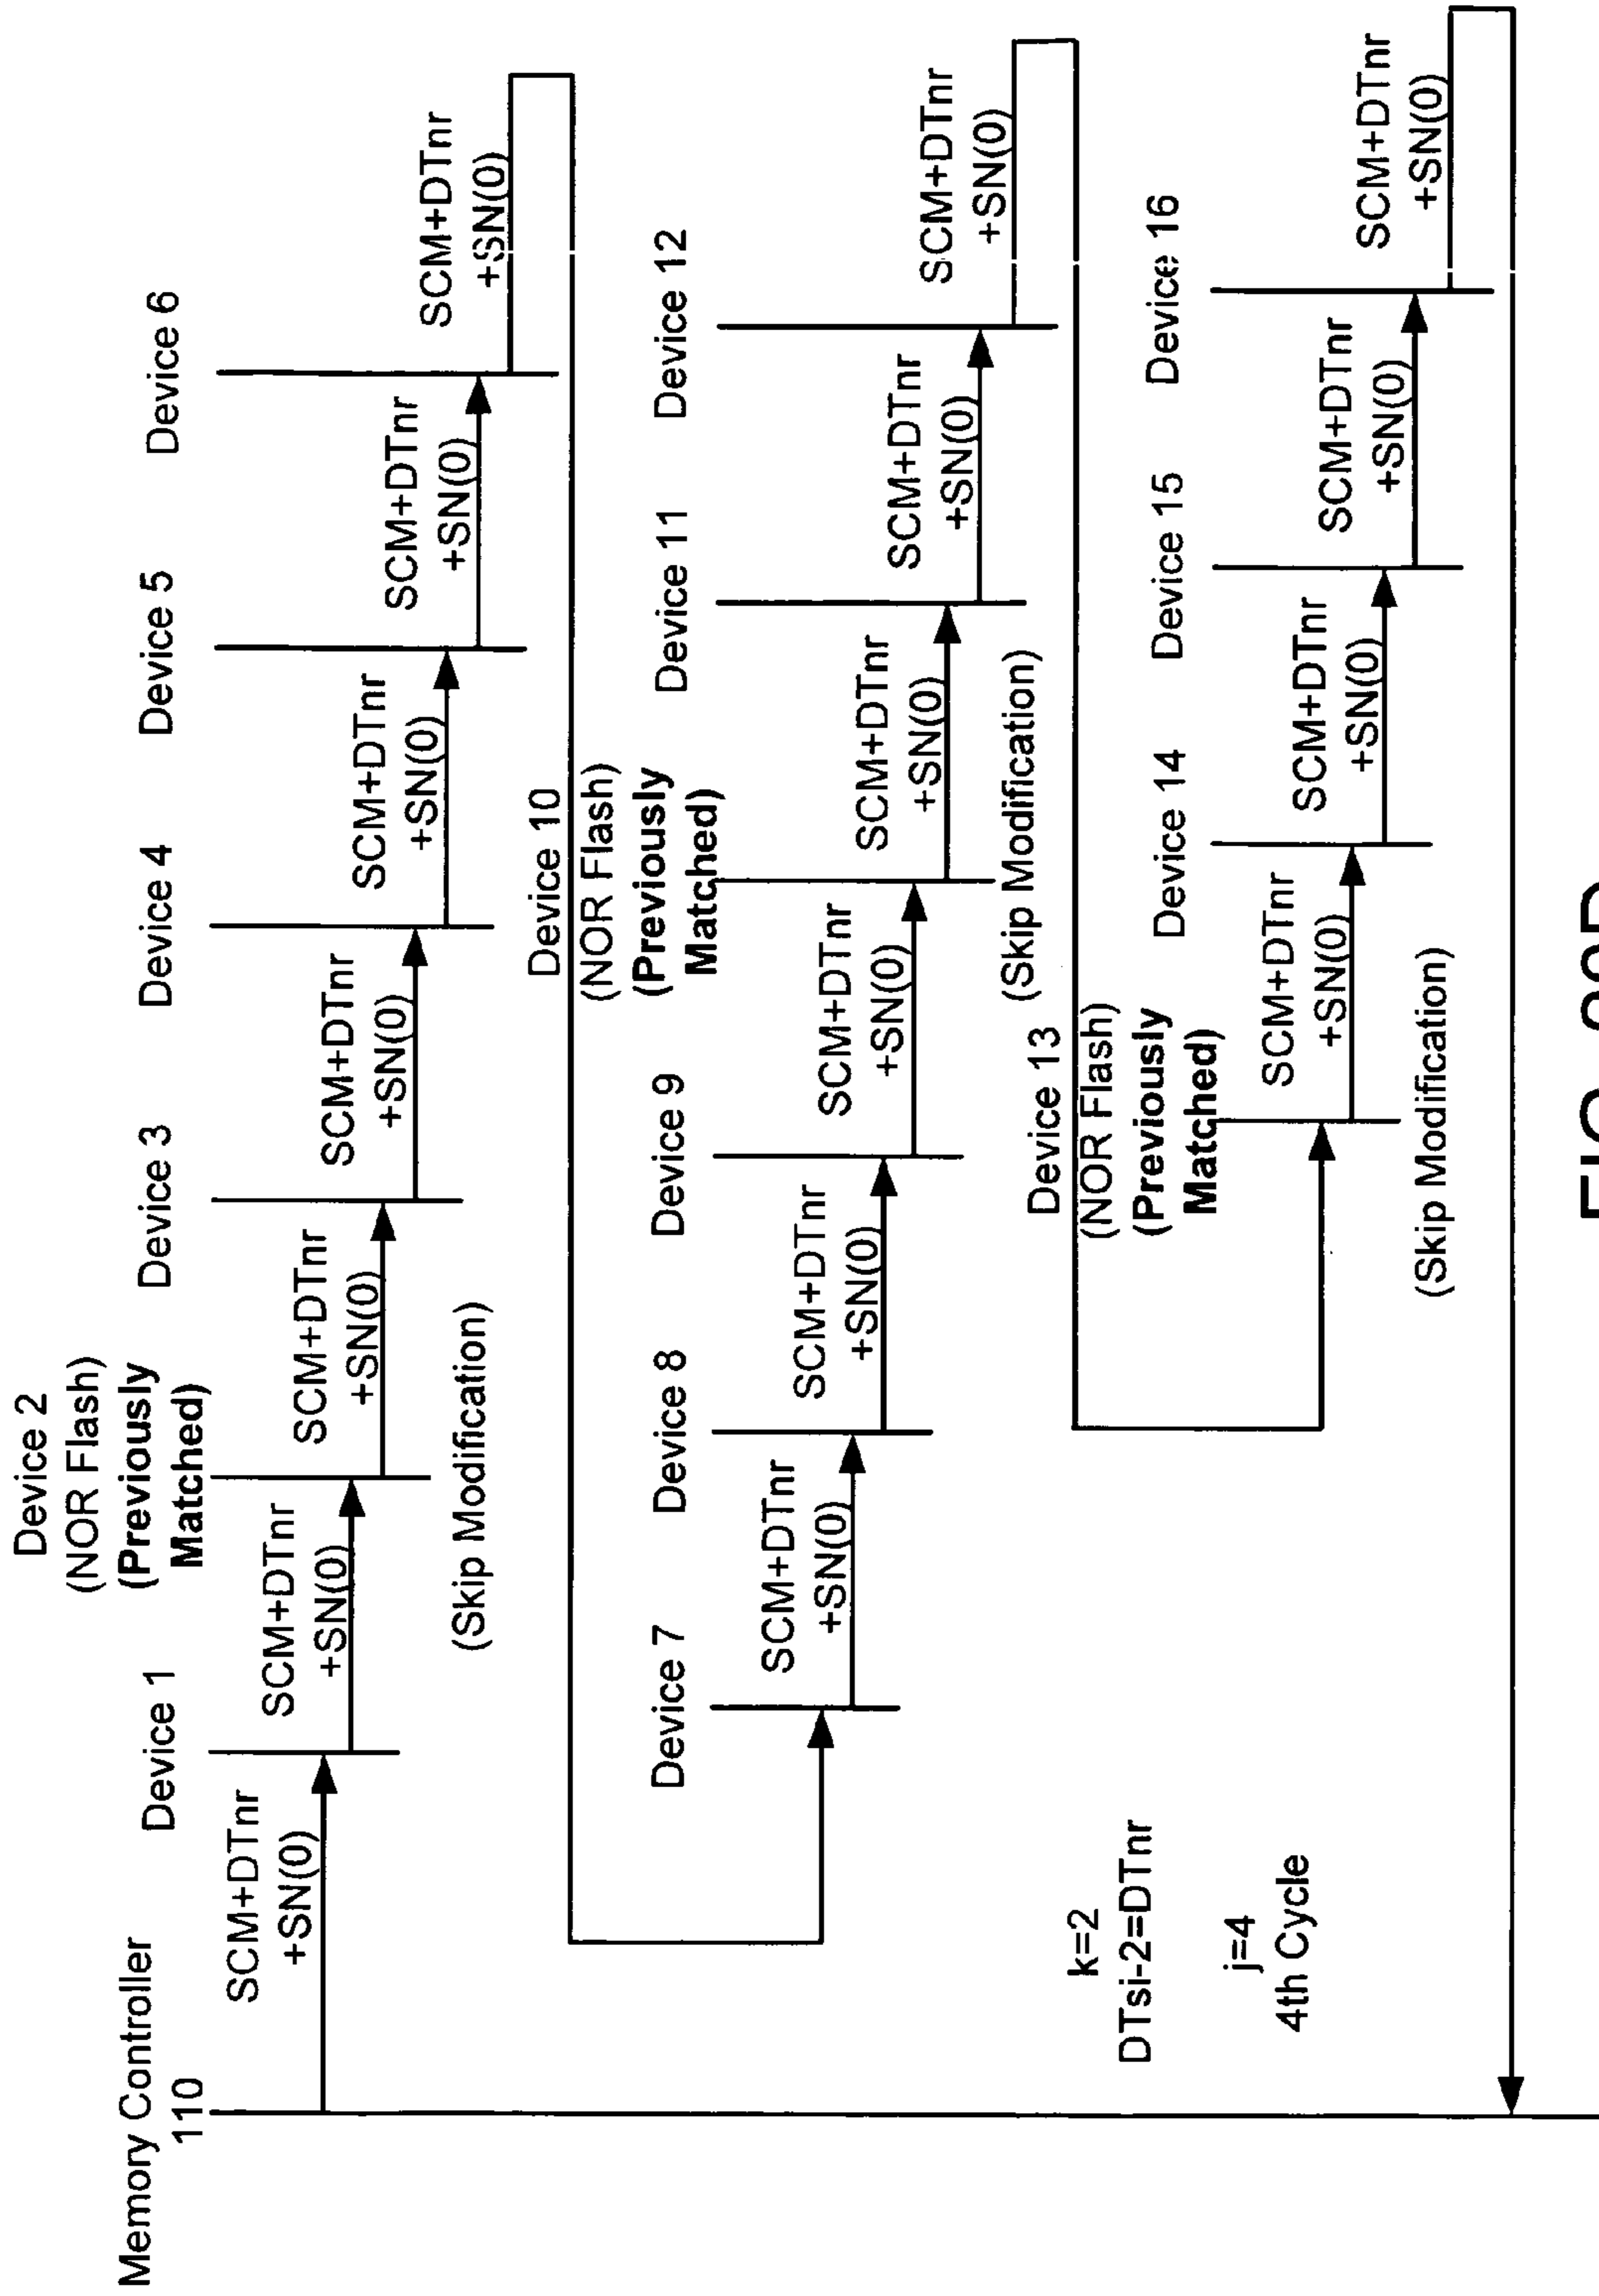 Memory Controller
110
Device 1
Device 2
(NOR Flash)
(Previously
Matched)
Device 3
Device 4
Device 5
Device 6
SCM+DTnr
+SN(0)
SCM+DTnr
+SN(0)
SCM+DTnr
+SN(0)
SCM+DTnr
+SN(0)
SCM+DTnr
+SN(0)
SCM+DTnr
+SN(0)
SCM+DTnr
+SN(0)
(Skip Modification)
Device 7
Device 8
Device 9
Device 10
(NOR Flash)
(Previously
Matched)
Device 11
Device 12
SCM+DTnr
+SN(0)
SCM+DTnr
+SN(0)
SCM+DTnr
+SN(0)
SCM+DTnr
+SN(0)
SCM+DTnr
+SN(0)
SCM+DTnr
+SN(0)
(Skip Modification)
k=2
DTsi-2=DTnr
j=4
4th Cycle
Device 13
(NOR Flash)
(Previously
Matched)
Device 14
Device 15
Device 16
SCM+DTnr
+SN(0)
SCM+DTnr
+SN(0)
SCM+DTnr
+SN(0)
SCM+DTnr
+SN(0)
(Skip Modification)